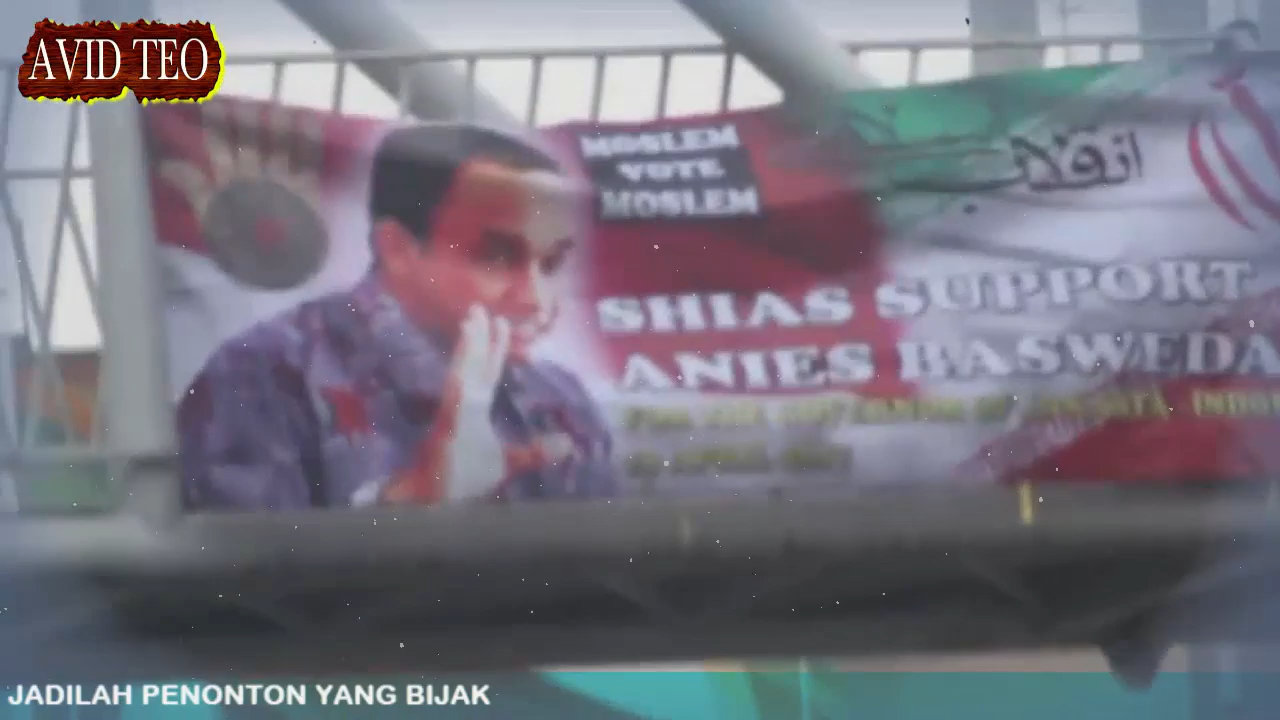 AVID TEO
MOSLEM
VOTE
MOSLEM
انقلاب
SHIAS SUPPORT
ANIES BASWEDA
JADILAH PENONTON YANG BIJAK